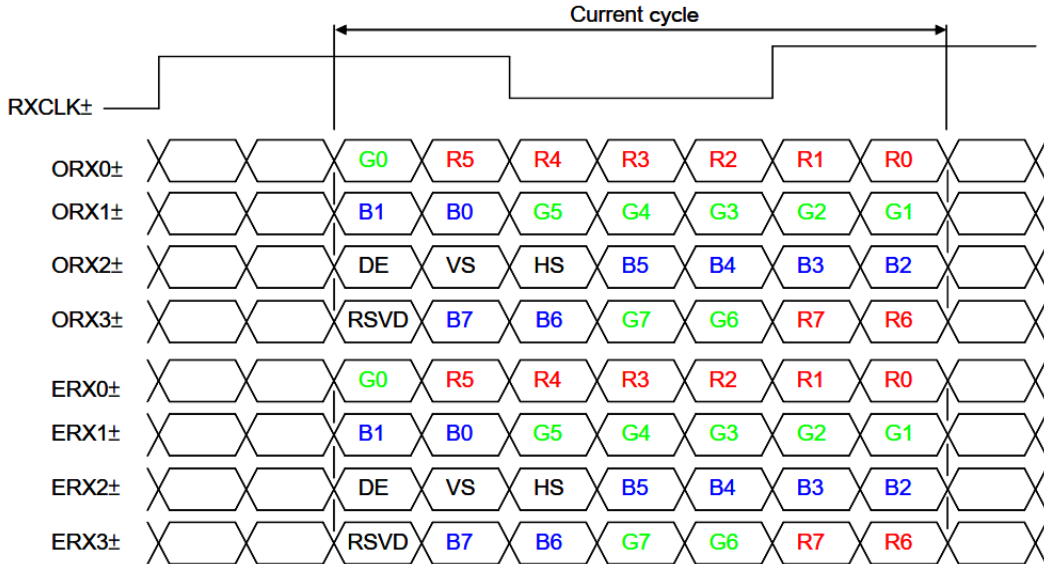 Current cycle
RXCLK±
ORX0± G0 R5 R4 R3 R2 R1 R0
ORX1± B1 B0 G5 G4 G3 G2 G1
ORX2± DE VS HS B5 B4 B3 B2
ORX3± RSVD B7 B6 G7 G6 R7 R6
ERX0± G0 R5 R4 R3 R2 R1 R0
ERX1± B1 B0 G5 G4 G3 G2 G1
ERX2± DE VS HS B5 B4 B3 B2
ERX3± RSVD B7 B6 G7 G6 R7 R6